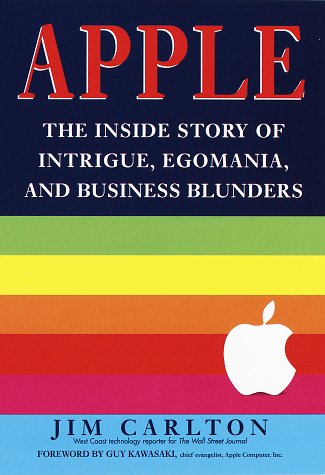 APPLE
THE INSIDE STORY OF
INTRIGUE, EGOMANIA,
AND BUSINESS BLUNDERS
JIM CARLTON
West Coast technology reporter for The Wall Street Journal
FOREWORD BY GUY KAWASAKI, chief evangelist, Apple Computer, Inc.